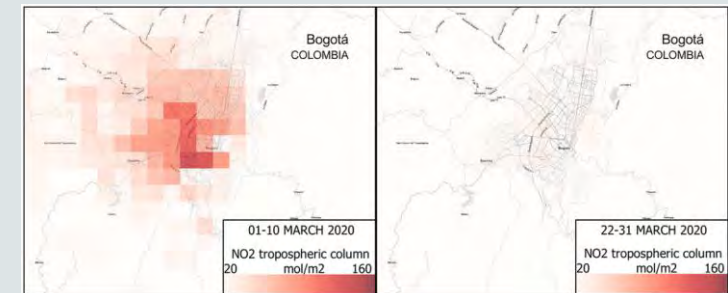 Bogotá
COLOMBIA
01-10 MARCH 2020
NO2 tropospheric column
20 mol/m2 160
Bogotá
COLOMBIA
22-31 MARCH 2020
NO2 tropospheric column
20 mol/m2 160